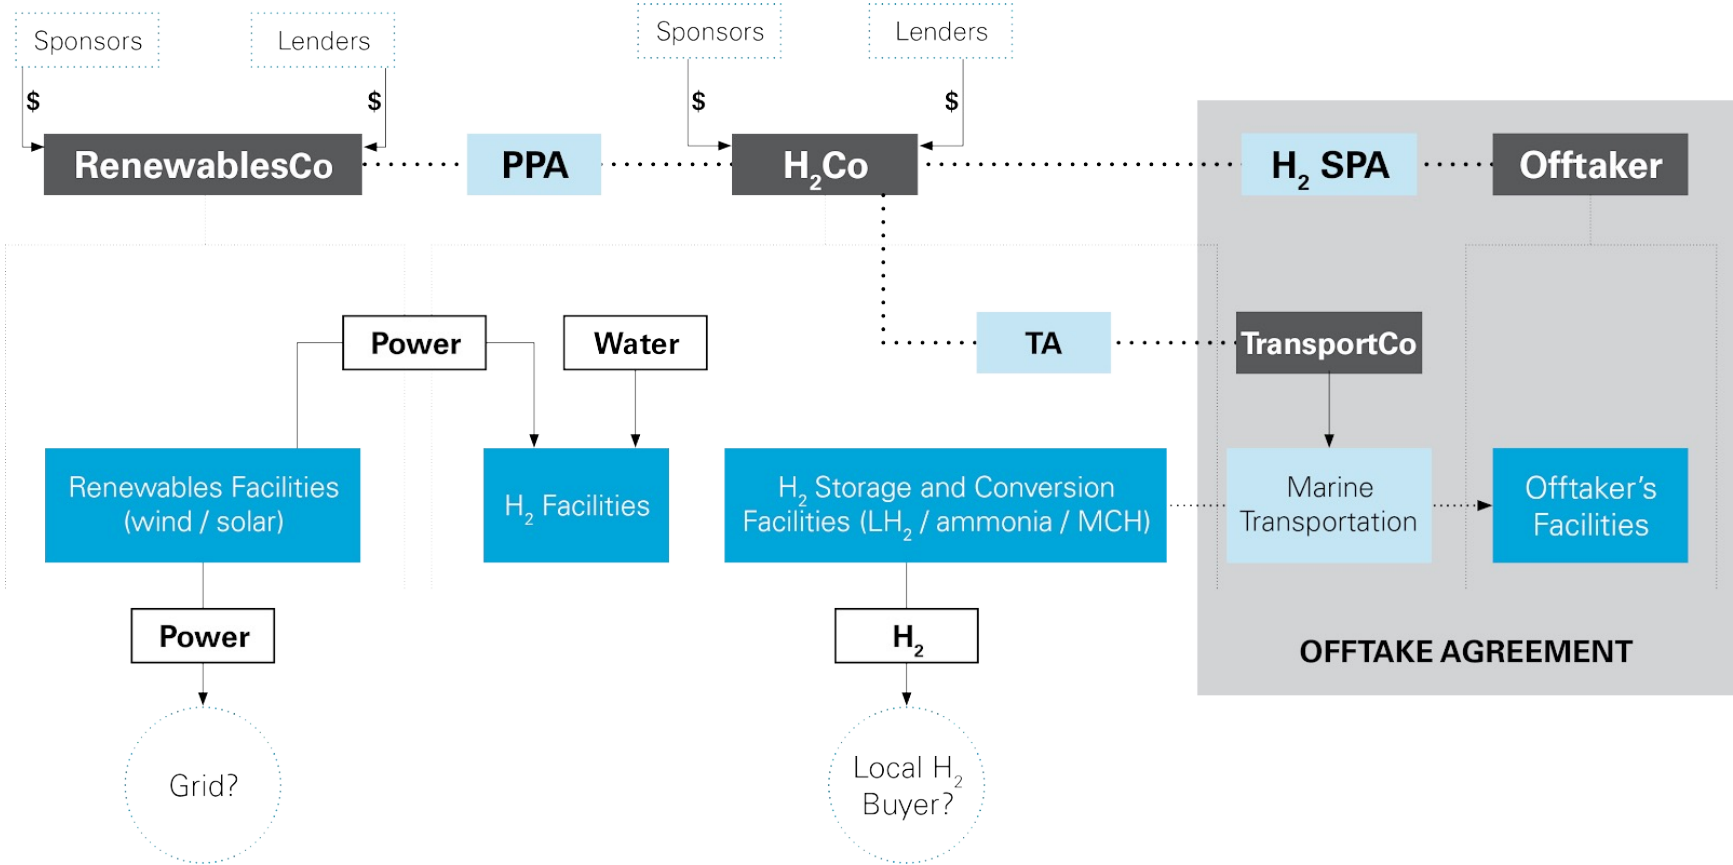 Sponsors
Lenders
Sponsors
Lenders
$
$
$
$
RenewablesCo
PPA
H₂Co
H₂ SPA
Offtaker
Power
Water
TA
TransportCo
Renewables Facilities
(wind / solar)
H₂ Facilities
H₂ Storage and Conversion
Facilities (LH₂ / ammonia / MCH)
Marine
Transportation
Offtaker’s
Facilities
Power
H₂
OFFTAKE AGREEMENT
Grid?
Local H₂
Buyer?